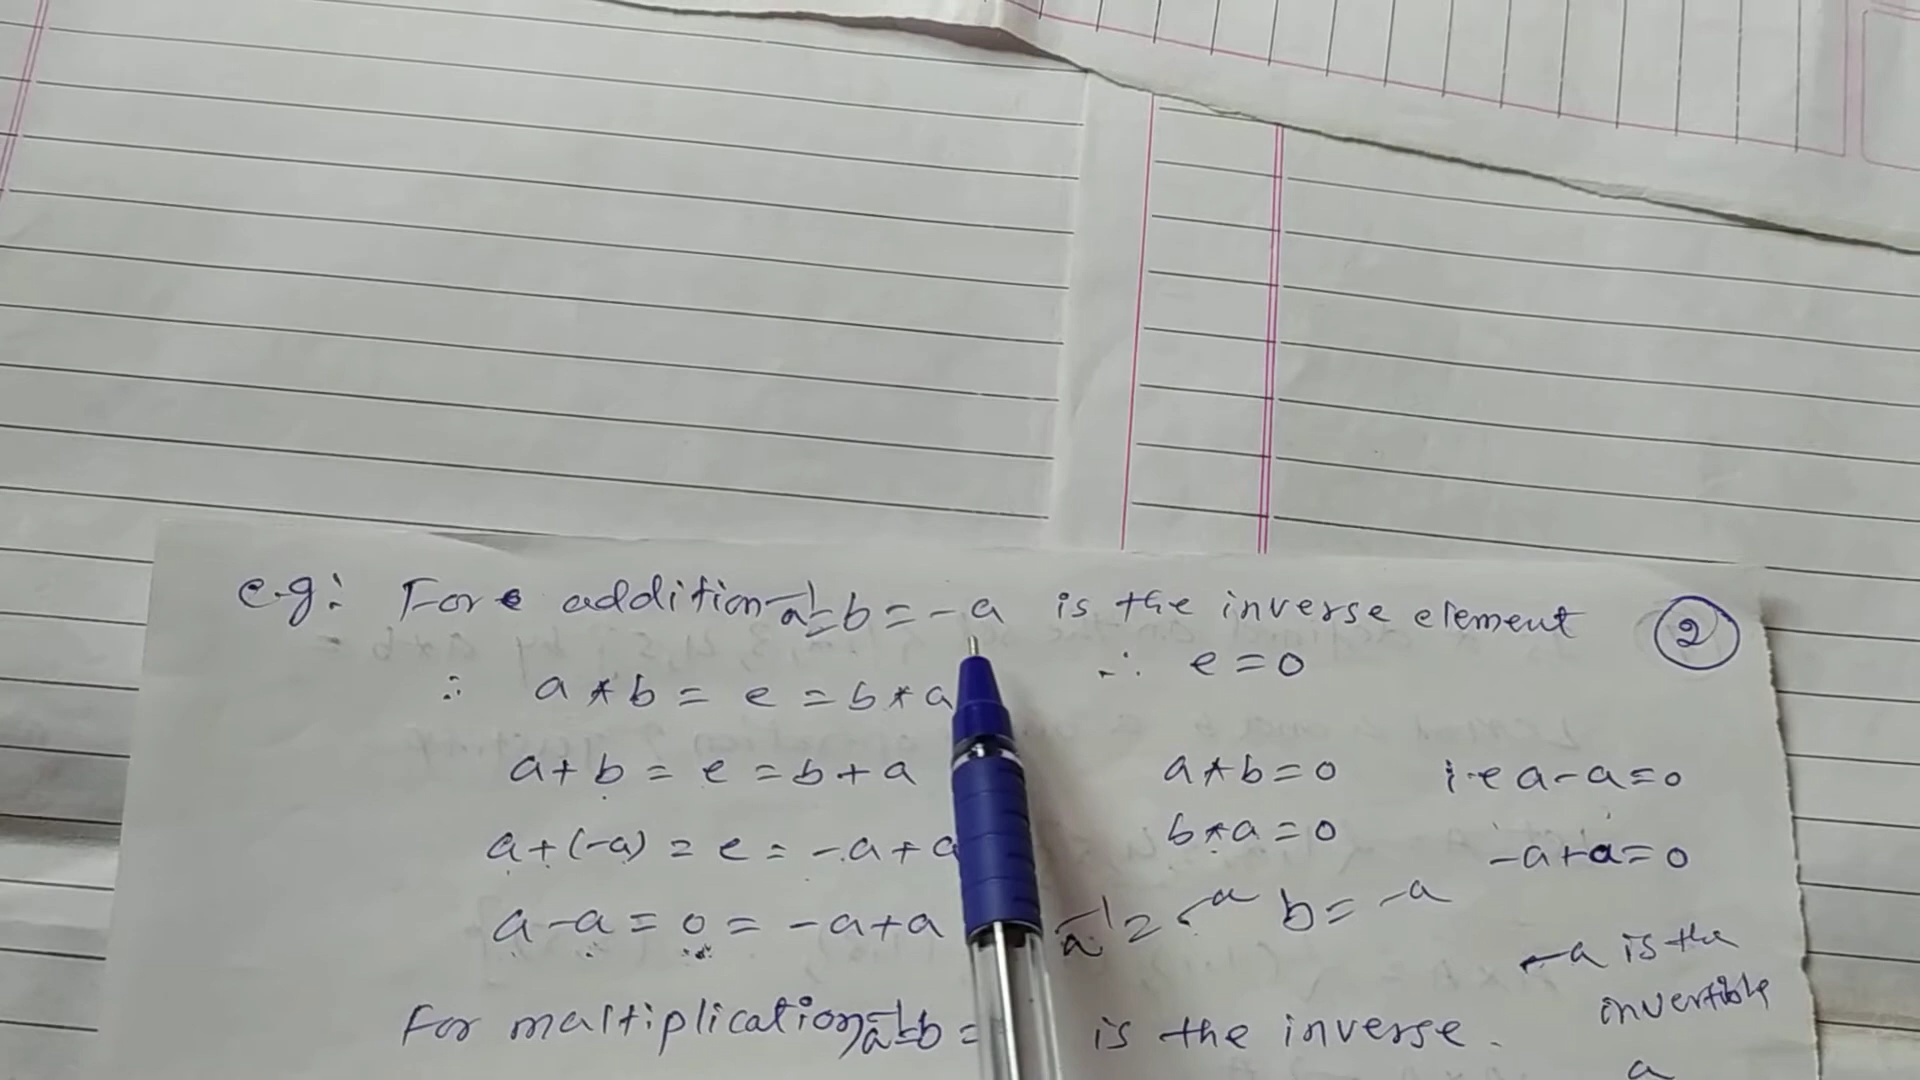 e.g: For addition a⁻¹=b = -a is the inverse element ②
∴ a * b = e = b * a ∴ e = 0
a + b = e = b + a a * b = 0 i.e a - a = 0
a + (-a) = e = -a + a b * a = 0 -a + a = 0
a - a = 0 = -a + a a⁻¹ = -a b = -a
-a is the
invertible
For multiplication, a⁻¹=b = is the inverse.
a